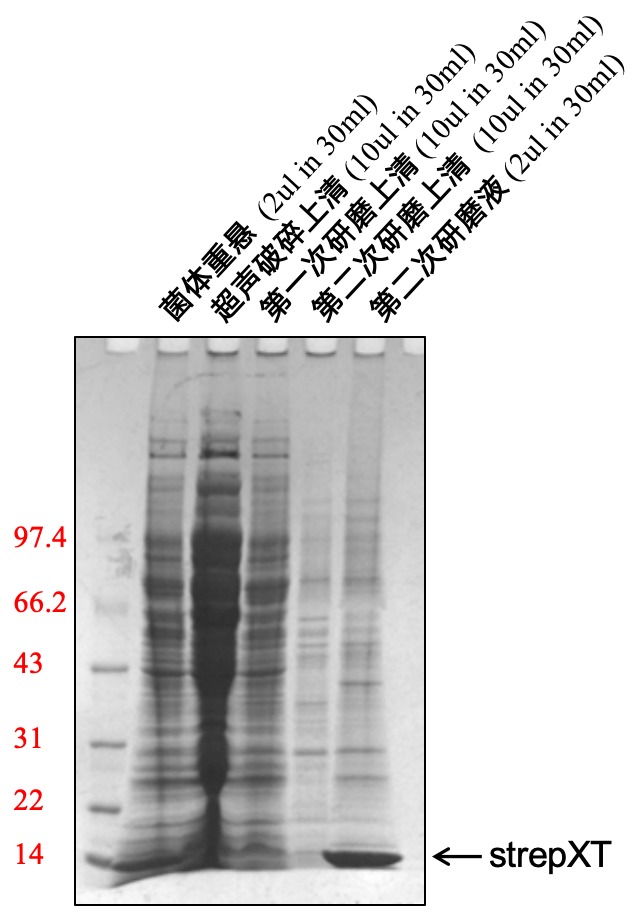 菌体重悬 (2ul in 30ml)
超声破碎上清 (10ul in 30ml)
第一次研磨上清 (10ul in 30ml)
第二次研磨上清 (10ul in 30ml)
第二次研磨液 (2ul in 30ml)
97.4
66.2
43
31
22
14
strepXT